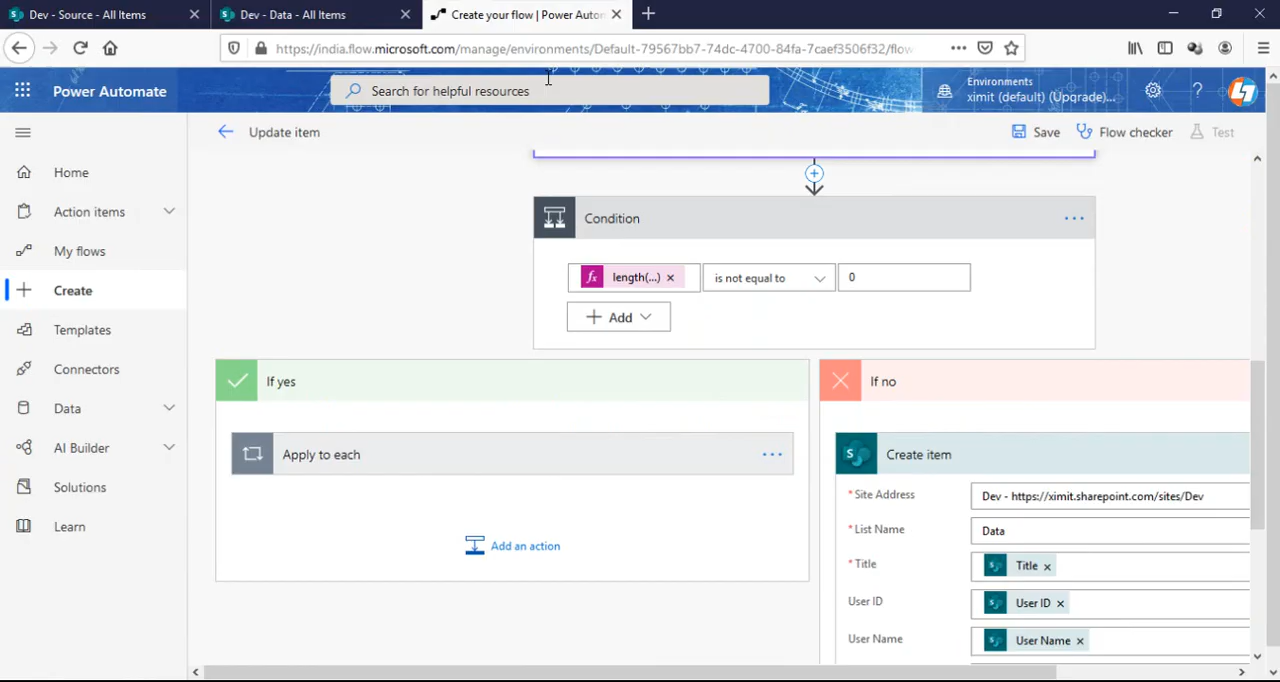 Dev - Source - All Items
Dev - Data - All Items
Create your flow | Power Autom
https://india.flow.microsoft.com/manage/environments/Default-79567bb7-74dc-4700-84fa-7caef3506f32/flow
Power Automate
Search for helpful resources
Environments
ximit (default) (Upgrade)...
Update item
Save
Flow checker
Test
Home
Action items
My flows
Create
Templates
Connectors
Data
AI Builder
Solutions
Learn
Condition
fx length(...)
is not equal to
0
Add
If yes
Apply to each
Add an action
If no
Create item
* Site Address
Dev - https://ximit.sharepoint.com/sites/Dev
* List Name
Data
* Title
Title
User ID
User ID
User Name
User Name